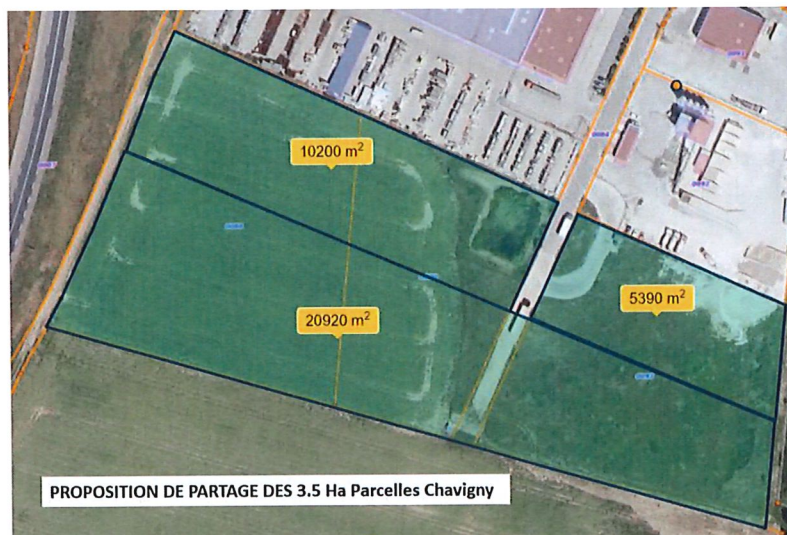 10200 m²
5390 m²
20920 m²
PROPOSITION DE PARTAGE DES 3.5 Ha Parcelles Chavigny